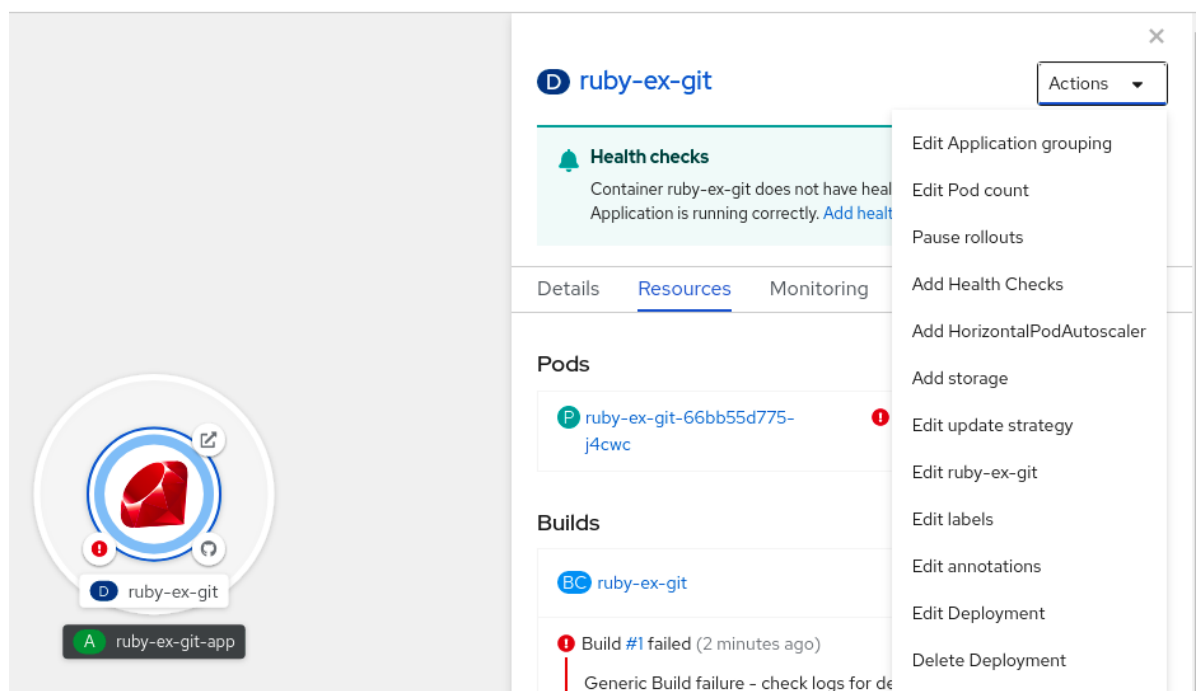 D ruby-ex-git
Actions
Health checks
Container ruby-ex-git does not have heal
Application is running correctly. Add healt
Details Resources Monitoring
Pods
P ruby-ex-git-66bb55d775-
j4cwc
Builds
BC ruby-ex-git
Build #1 failed (2 minutes ago)
Generic Build failure - check logs for de
Edit Application grouping
Edit Pod count
Pause rollouts
Add Health Checks
Add HorizontalPodAutoscaler
Add storage
Edit update strategy
Edit ruby-ex-git
Edit labels
Edit annotations
Edit Deployment
Delete Deployment
D ruby-ex-git
A ruby-ex-git-app